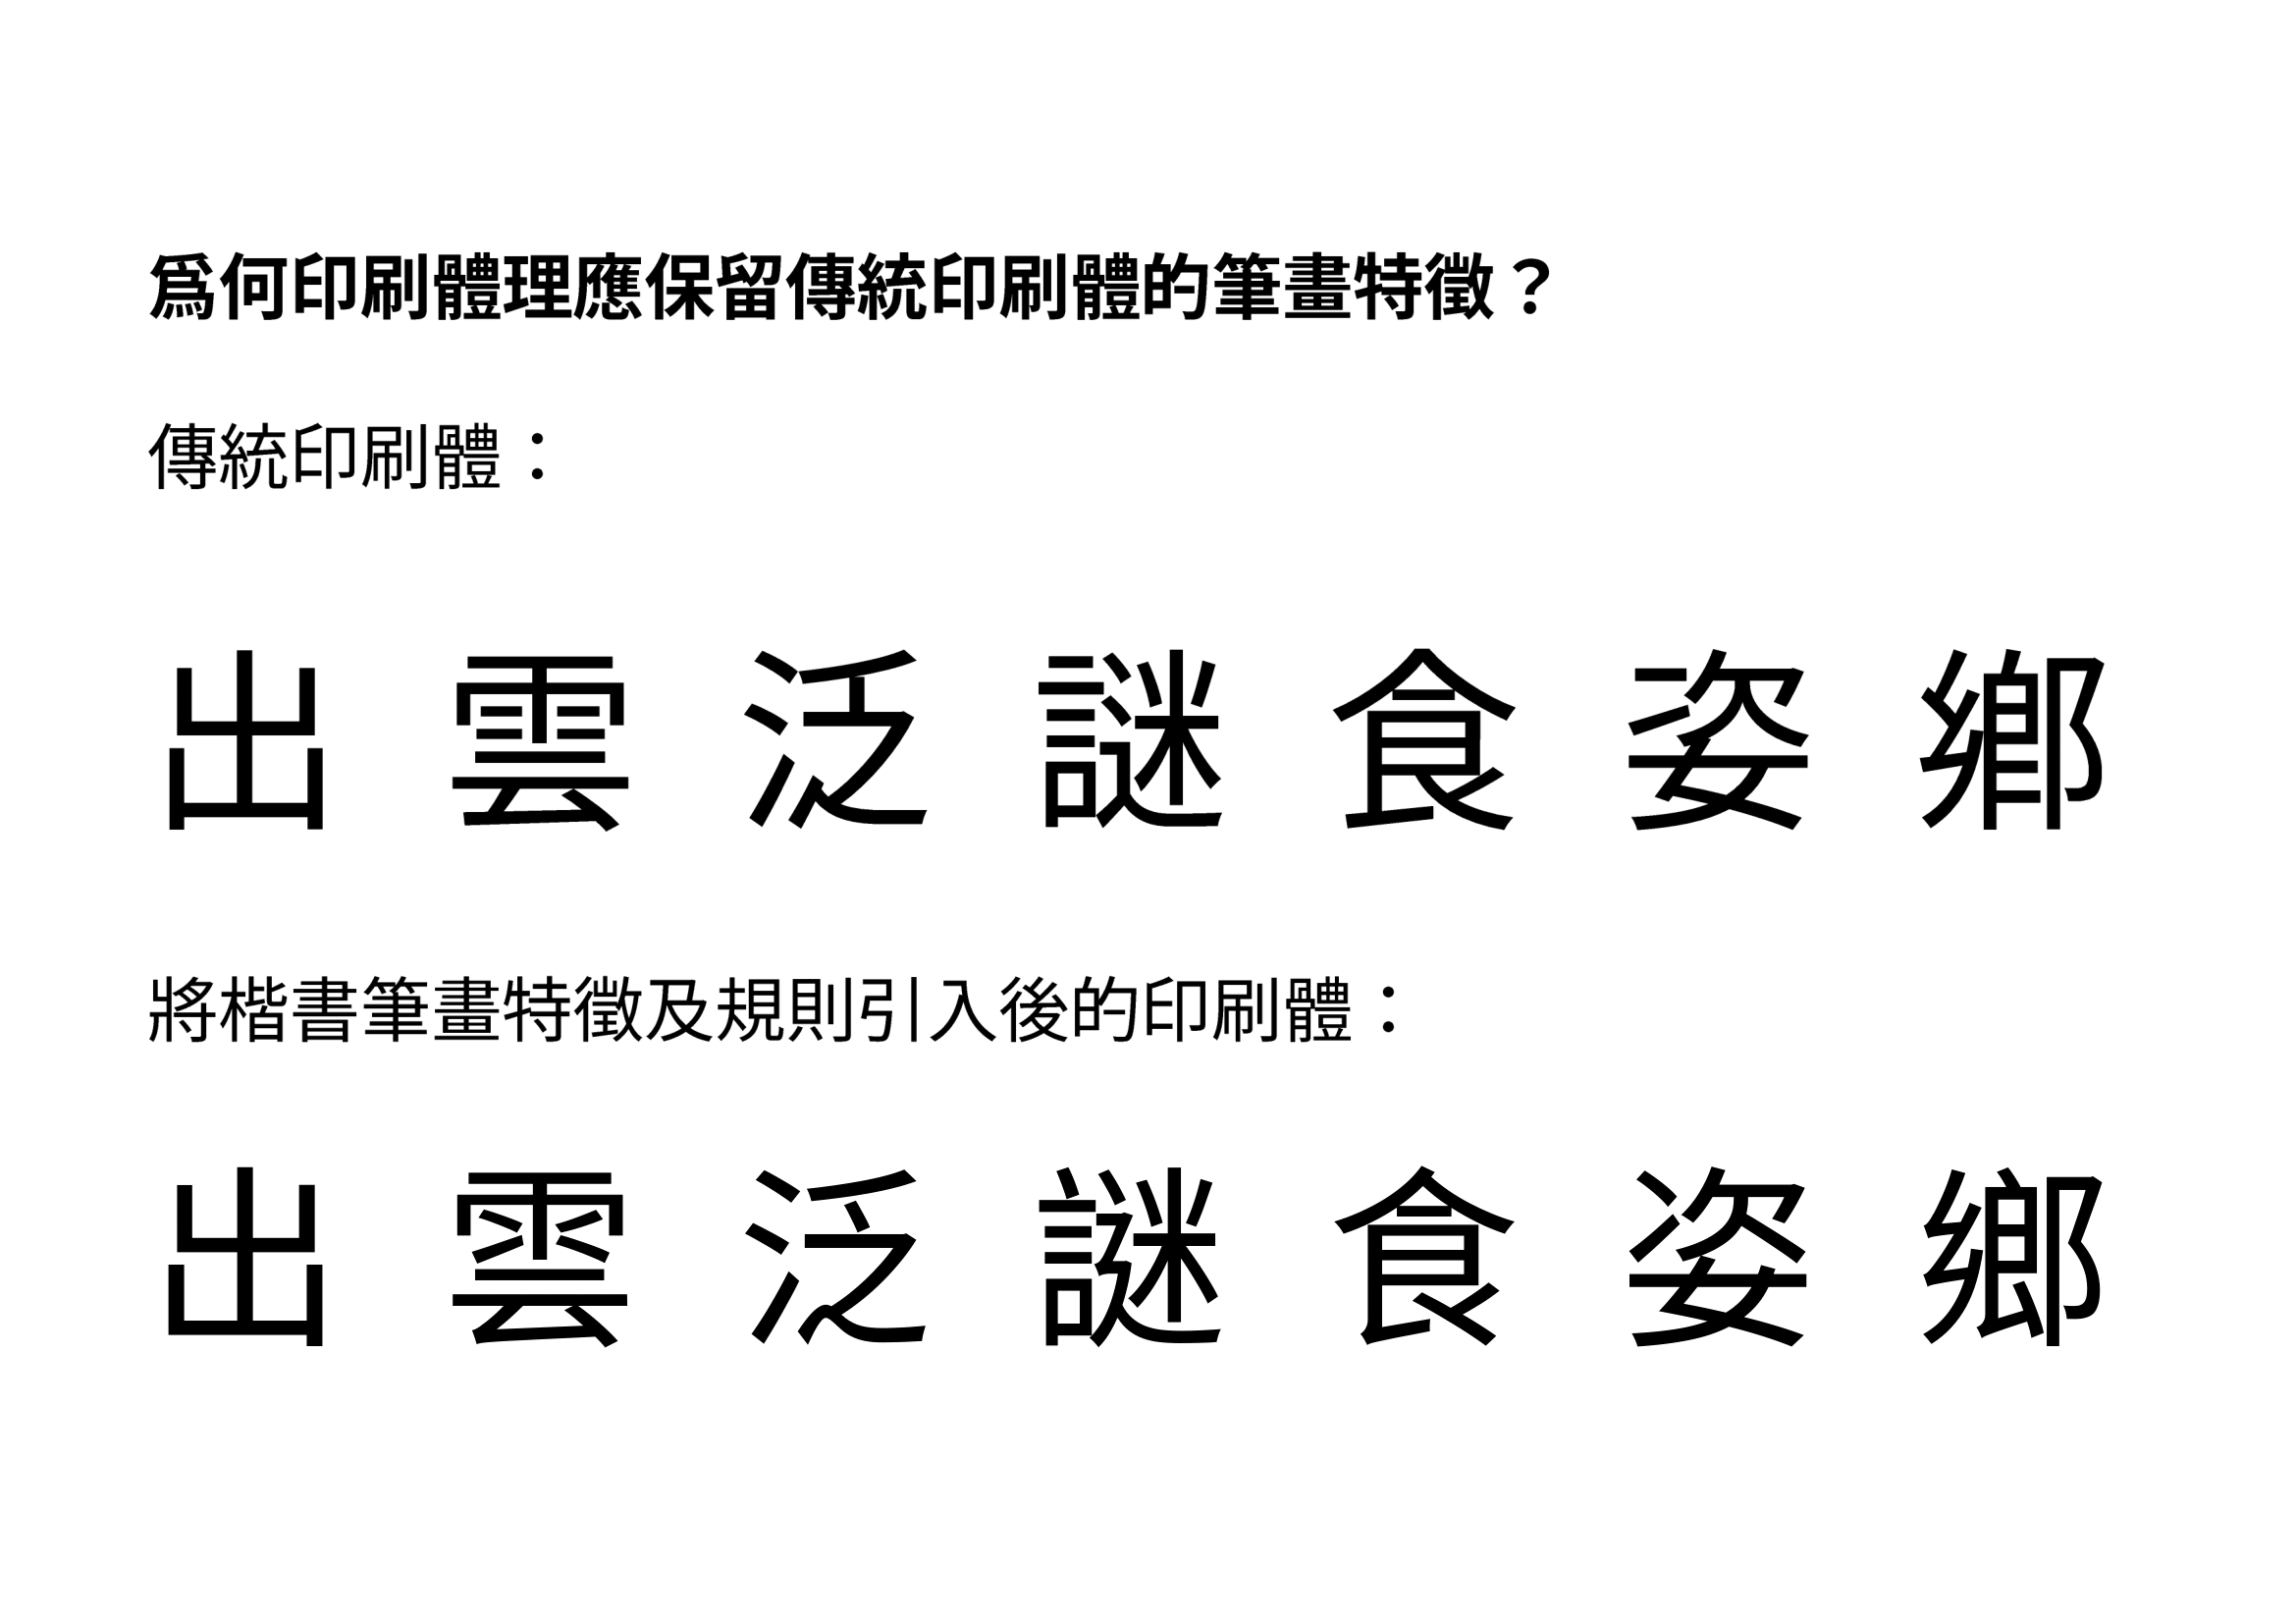 爲何印刷體理應保留傳統印刷體的筆畫特徵？
傳統印刷體：
出 雲 泛 謎 食 姿 鄉
將楷書筆畫特徵及規則引入後的印刷體：
出 雲 泛 謎 食 姿 鄉